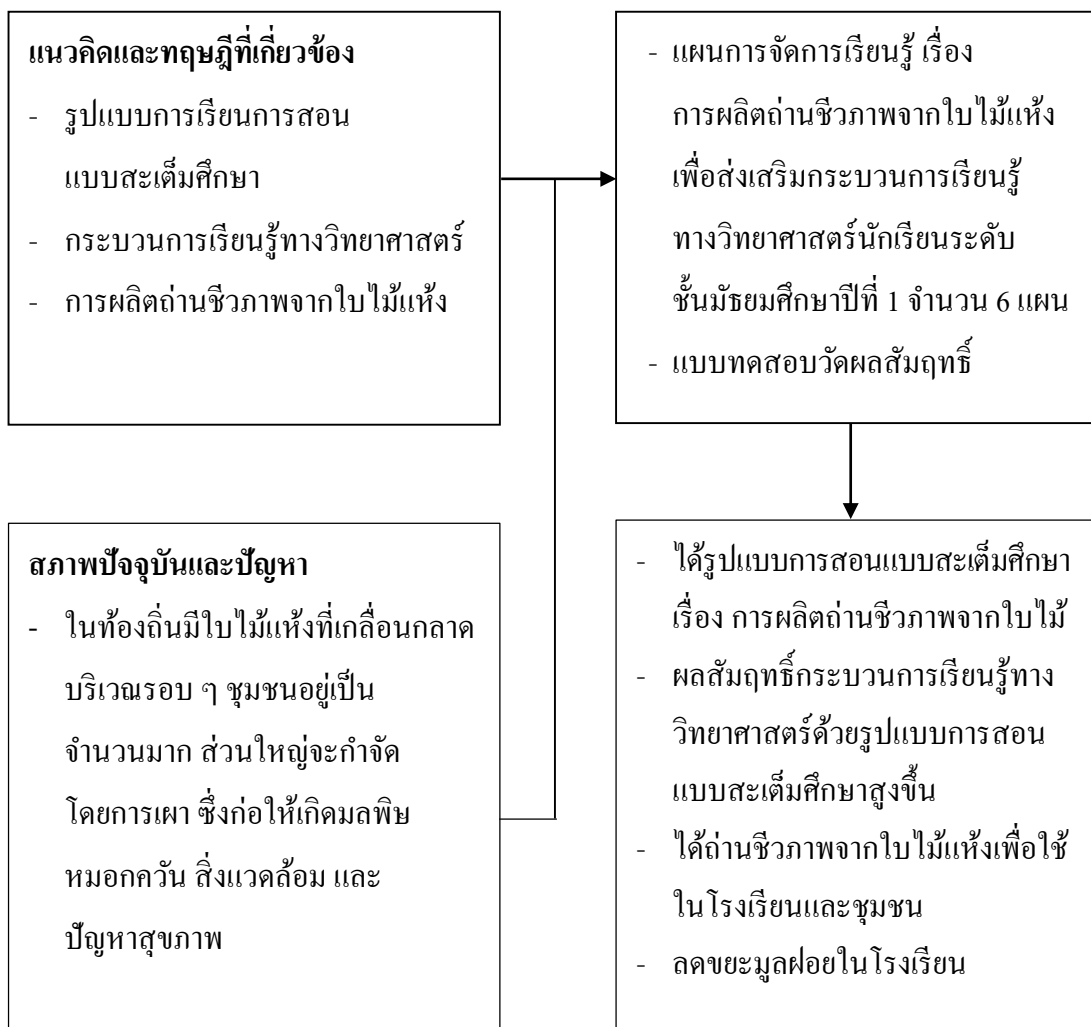 แนวคิดและทฤษฎีที่เกี่ยวข้อง
- รูปแบบการเรียนการสอน
แบบสะเต็มศึกษา
- กระบวนการเรียนรู้ทางวิทยาศาสตร์
- การผลิตถ่านชีวภาพจากใบไม้แห้ง
- แผนการจัดการเรียนรู้ เรื่อง
การผลิตถ่านชีวภาพจากใบไม้แห้ง
เพื่อส่งเสริมกระบวนการเรียนรู้
ทางวิทยาศาสตร์นักเรียนระดับ
ชั้นมัธยมศึกษาปีที่ 1 จำนวน 6 แผน
- แบบทดสอบวัดผลสัมฤทธิ์
สภาพปัจจุบันและปัญหา
- ในท้องถิ่นมีใบไม้แห้งที่เกลื่อนกลาด
บริเวณรอบ ๆ ชุมชนอยู่เป็น
จำนวนมาก ส่วนใหญ่จะกำจัด
โดยการเผา ซึ่งก่อให้เกิดมลพิษ
หมอกควัน สิ่งแวดล้อม และ
ปัญหาสุขภาพ
- ได้รูปแบบการสอนแบบสะเต็มศึกษา
เรื่อง การผลิตถ่านชีวภาพจากใบไม้
- ผลสัมฤทธิ์กระบวนการเรียนรู้ทาง
วิทยาศาสตร์ด้วยรูปแบบการสอน
แบบสะเต็มศึกษาสูงขึ้น
- ได้ถ่านชีวภาพจากใบไม้แห้งเพื่อใช้
ในโรงเรียนและชุมชน
- ลดขยะมูลฝอยในโรงเรียน